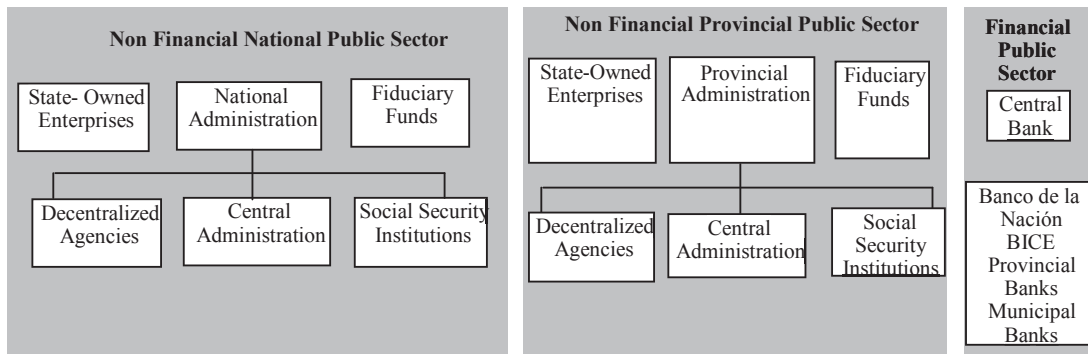 Non Financial National Public Sector
State- Owned
Enterprises
National
Administration
Fiduciary
Funds
Decentralized
Agencies
Central
Administration
Social Security
Institutions
Non Financial Provincial Public Sector
State-Owned
Enterprises
Provincial
Administration
Fiduciary
Funds
Decentralized
Agencies
Central
Administration
Social
Security
Institutions
Financial
Public
Sector
Central
Bank
Banco de la
Nación
BICE
Provincial
Banks
Municipal
Banks